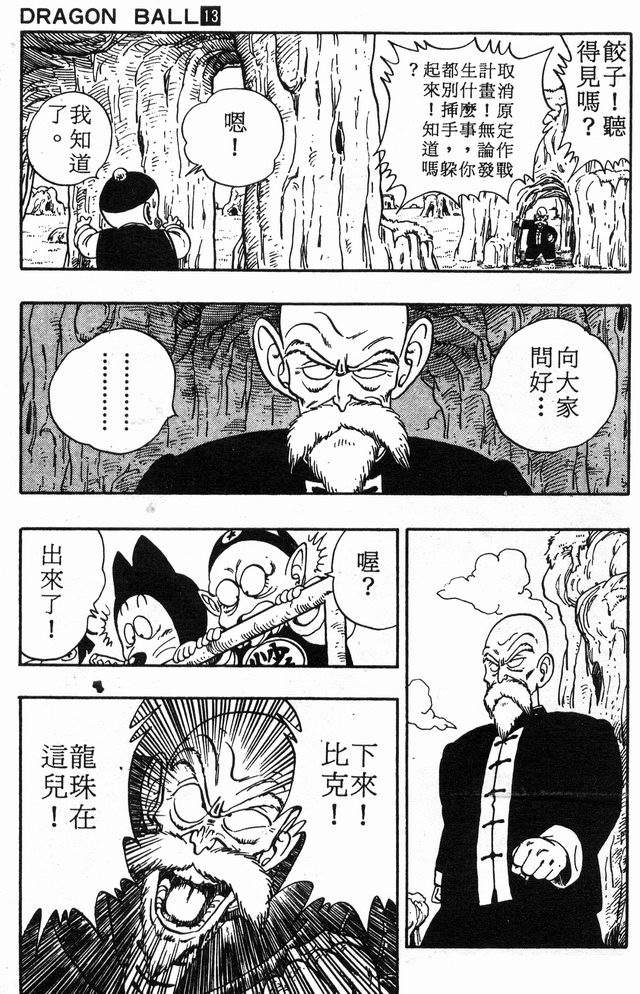 DRAGON BALL 13
餃子！聽
得見嗎？
取消原定作戰
計畫！無論發
生什麼事，你
都別插手，躲
起來！知道嗎
？
嗯！
我知道
了。
向大家
問好…
…………
喔？
出來了！
下來！
比克！
龍珠在
這兒！